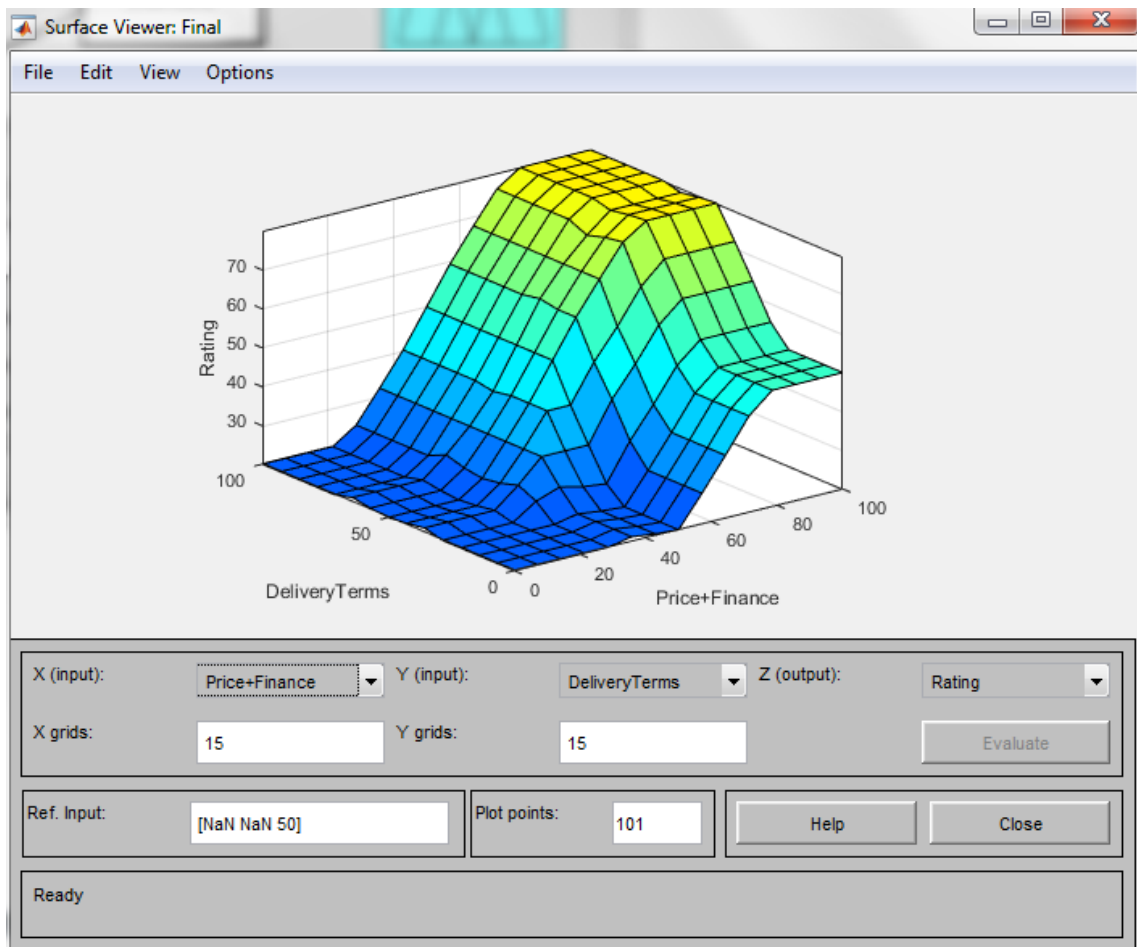 Surface Viewer: Final
File Edit View Options
70
60
50
40
30
Rating
100
50
0
DeliveryTerms
0
20
40
60
80
100
Price+Finance
X (input): Price+Finance Y (input): DeliveryTerms Z (output): Rating
X grids: 15 Y grids: 15 Evaluate
Ref. Input: [NaN NaN 50] Plot points: 101 Help Close
Ready